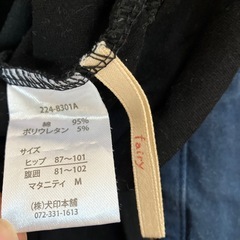 224-8301A
綿 95%
ポリウレタン 5%
サイズ
ヒップ 87〜101
腹囲 81〜102
マタニティ M
(株)犬印本舗
072-331-1613
fairy